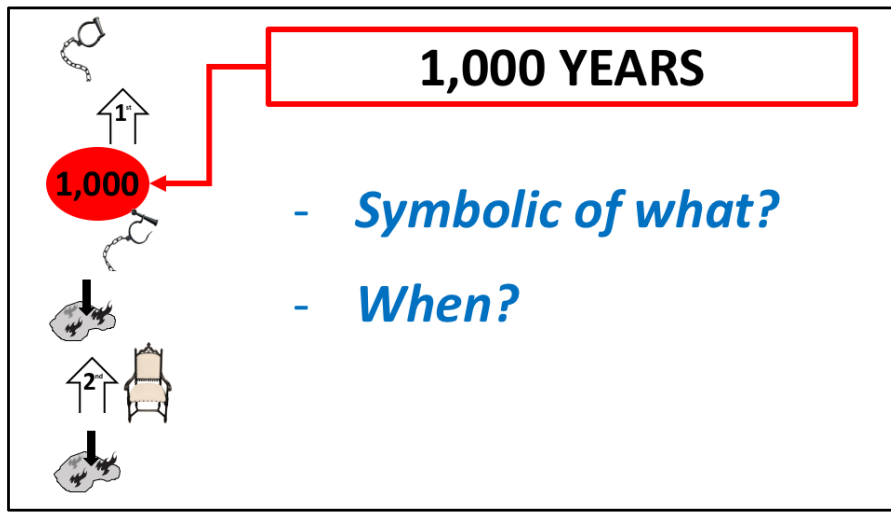 1,000 YEARS
1st
1,000
- Symbolic of what?
- When?
2nd